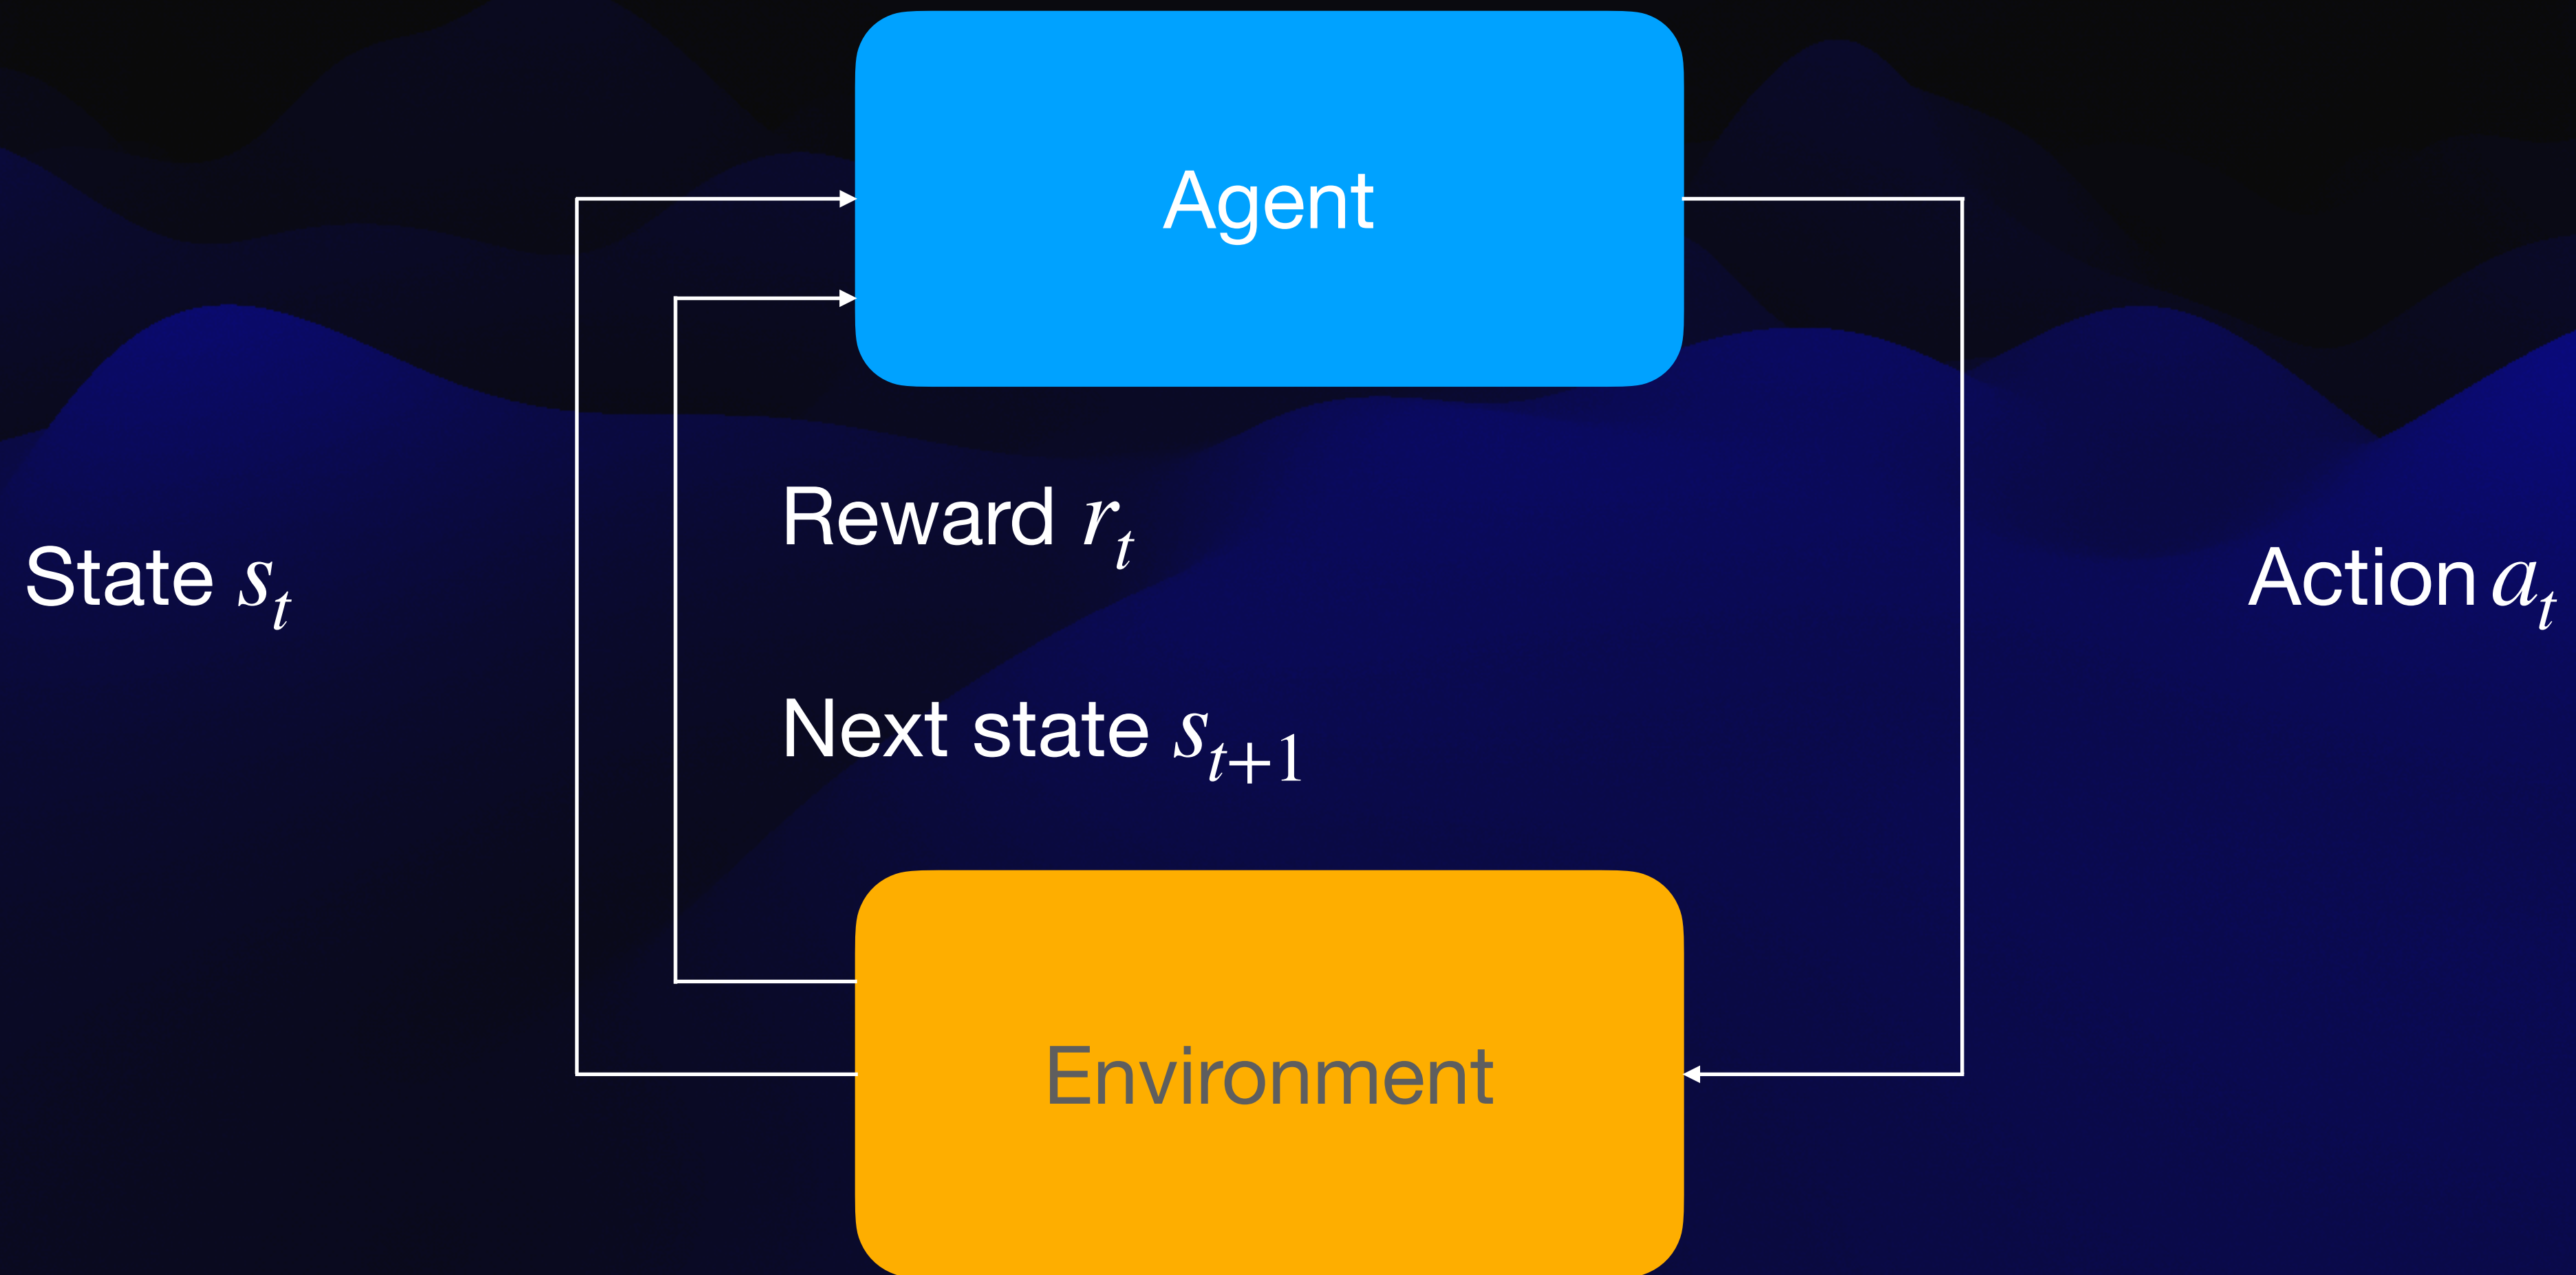 Agent
Reward r_t
State s_t
Action a_t
Next state s_{t+1}
Environment